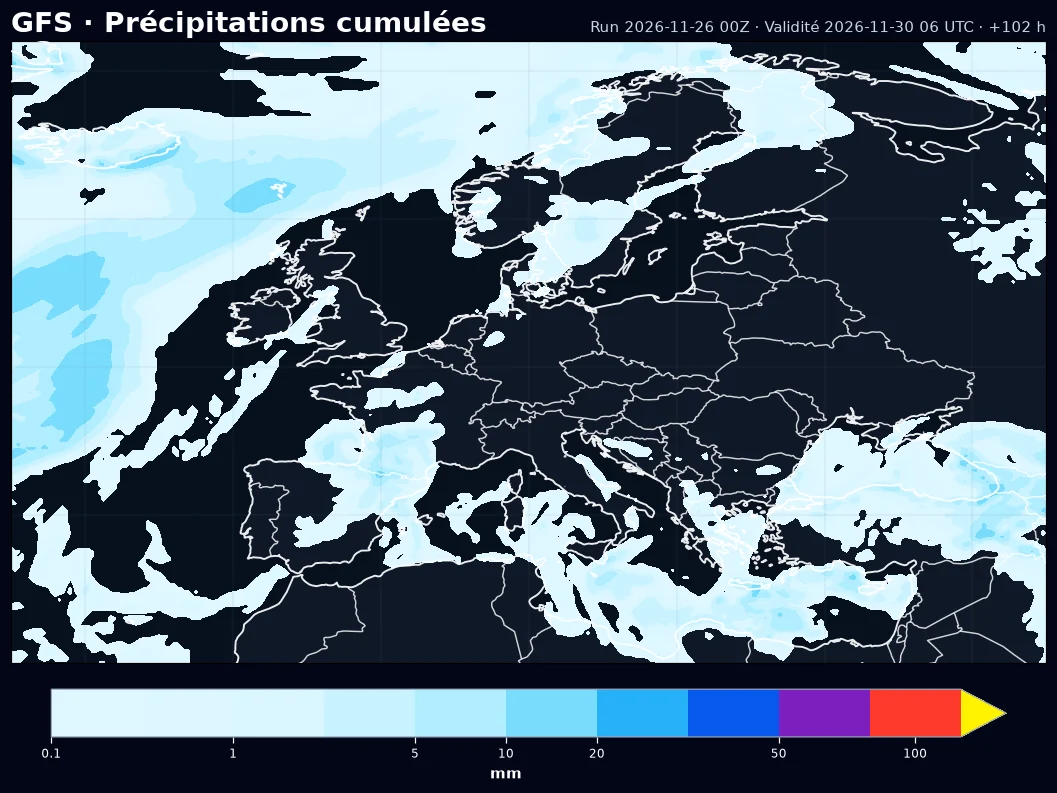 GFS · Précipitations cumulées
Run 2026-11-26 00Z · Validité 2026-11-30 06 UTC · +102 h
0.1 1 5 10 20 50 100
mm